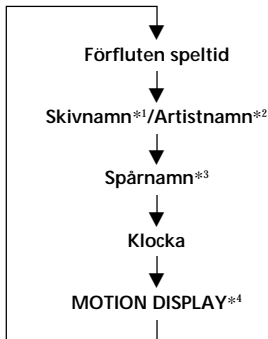 Förfluten speltid
Skivnamn*1/Artistnamn*2
Spårnamn*3
Klocka
MOTION DISPLAY*4